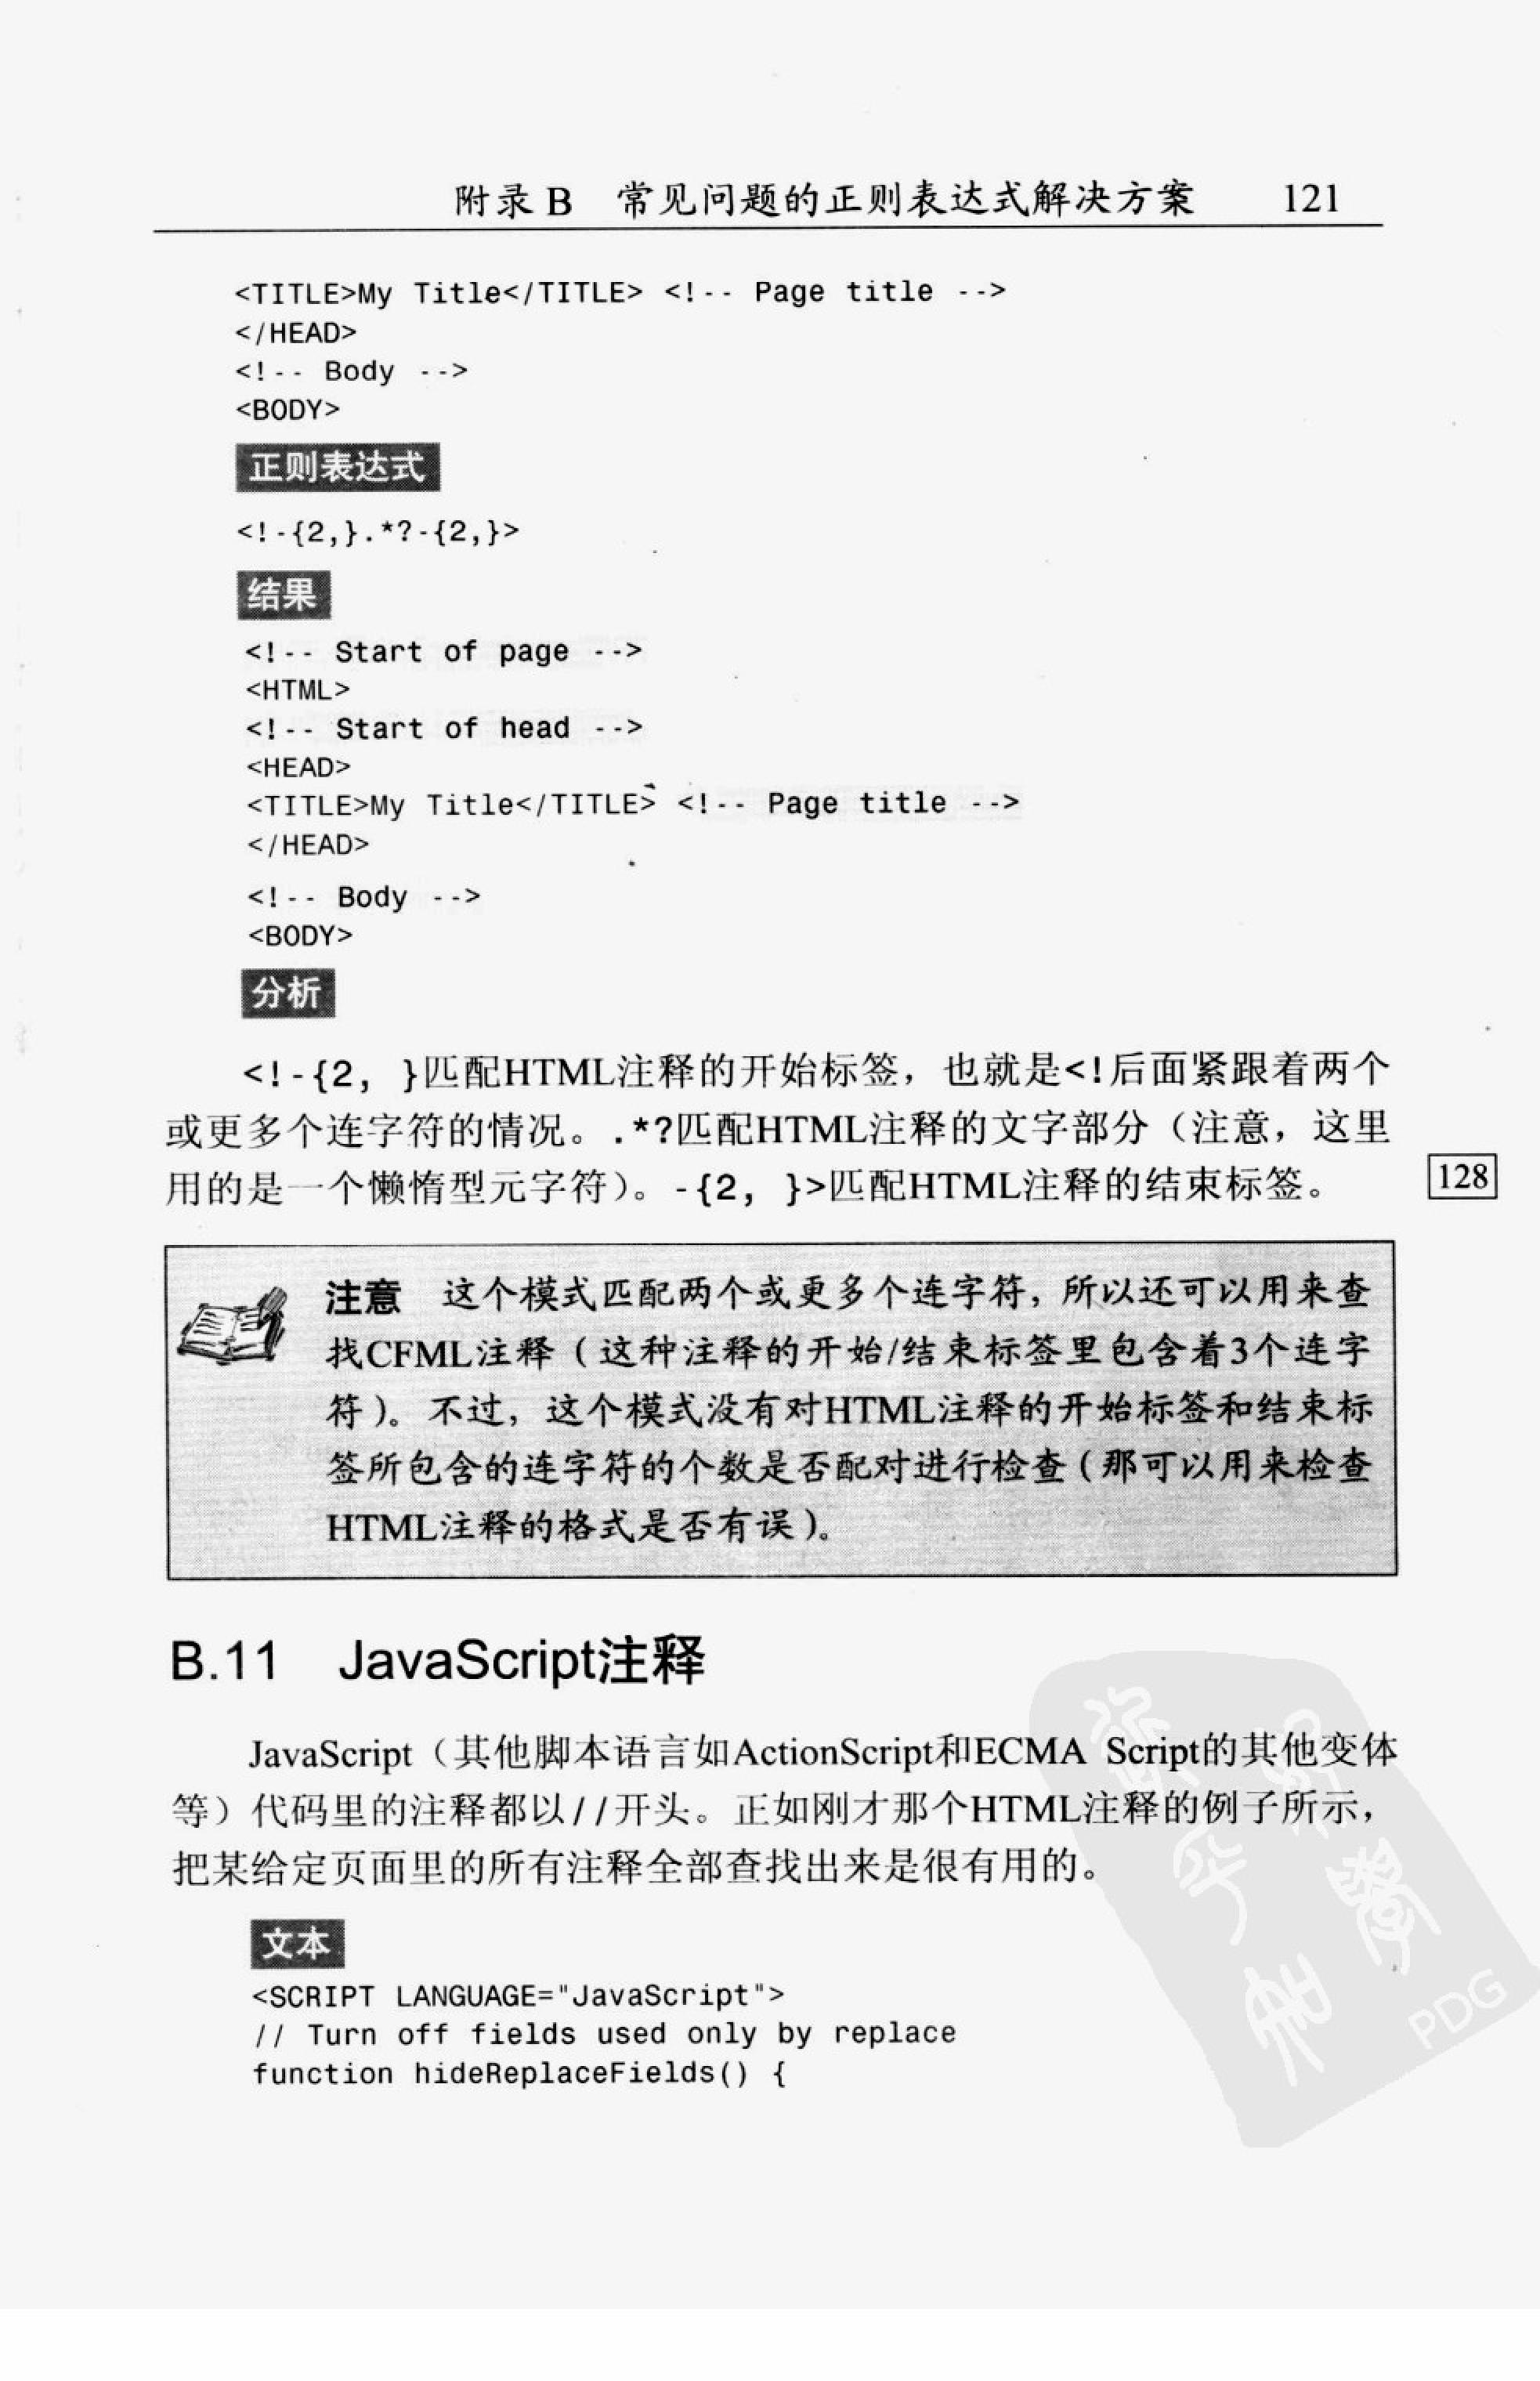 附录 B 常见问题的正则表达式解决方案 121
<TITLE>My Title</TITLE> <!-- Page title -->
</HEAD>
<!-- Body -->
<BODY>
正则表达式
<!-{2,}.*?-{2,}>
结果
<!-- Start of page -->
<HTML>
<!-- Start of head -->
<HEAD>
<TITLE>My Title</TITLE> <!-- Page title -->
</HEAD>
<!-- Body -->
<BODY>
分析
<!-{2, }匹配HTML注释的开始标签，也就是<!后面紧跟着两个
或更多个连字符的情况。.*?匹配HTML注释的文字部分（注意，这里
用的是一个懒惰型元字符）。-{2, }>匹配HTML注释的结束标签。
128
注意 这个模式匹配两个或更多个连字符，所以还可以用来查
找CFML注释（这种注释的开始/结束标签里包含着3个连字
符）。不过，这个模式没有对HTML注释的开始标签和结束标
签所包含的连字符的个数是否配对进行检查（那可以用来检查
HTML注释的格式是否有误）。
B.11 JavaScript注释
JavaScript（其他脚本语言如ActionScript和ECMA Script的其他变体
等）代码里的注释都以//开头。正如刚才那个HTML注释的例子所示，
把某给定页面里的所有注释全部查找出来是很有用的。
文本
<SCRIPT LANGUAGE="JavaScript">
// Turn off fields used only by replace
function hideReplaceFields() {
PDG